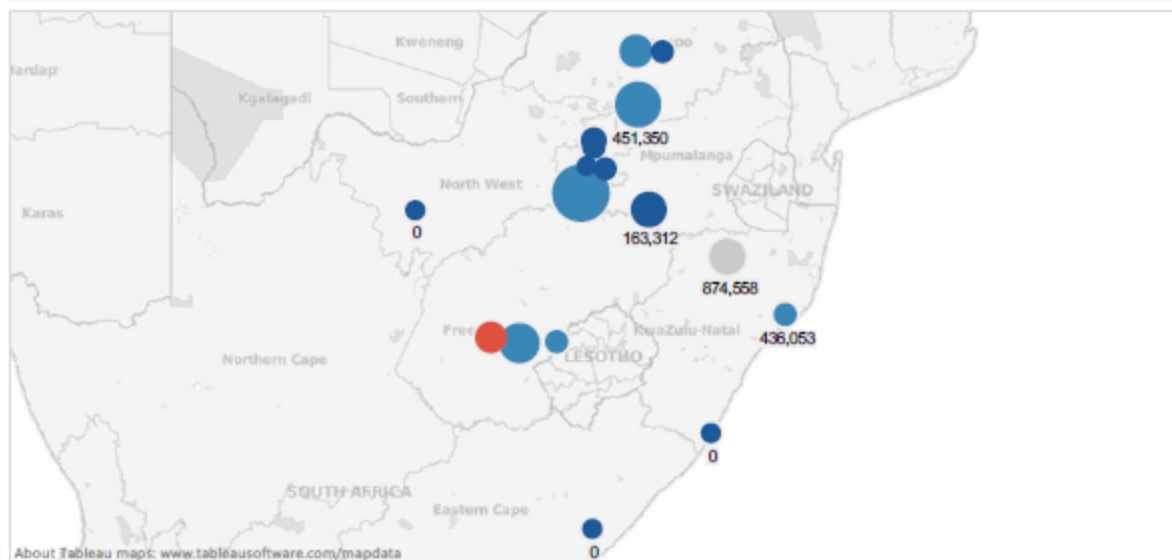 Kweneng
Hardap
Kgalagadi
Southern
451,350
Mpumalanga
North West
SWAZILAND
Karas
0
163,312
874,558
Free
KwaZulu-Natal
436,053
LESOTHO
Northern Cape
0
SOUTH AFRICA
Eastern Cape
0
About Tableau maps: www.tableausoftware.com/mapdata